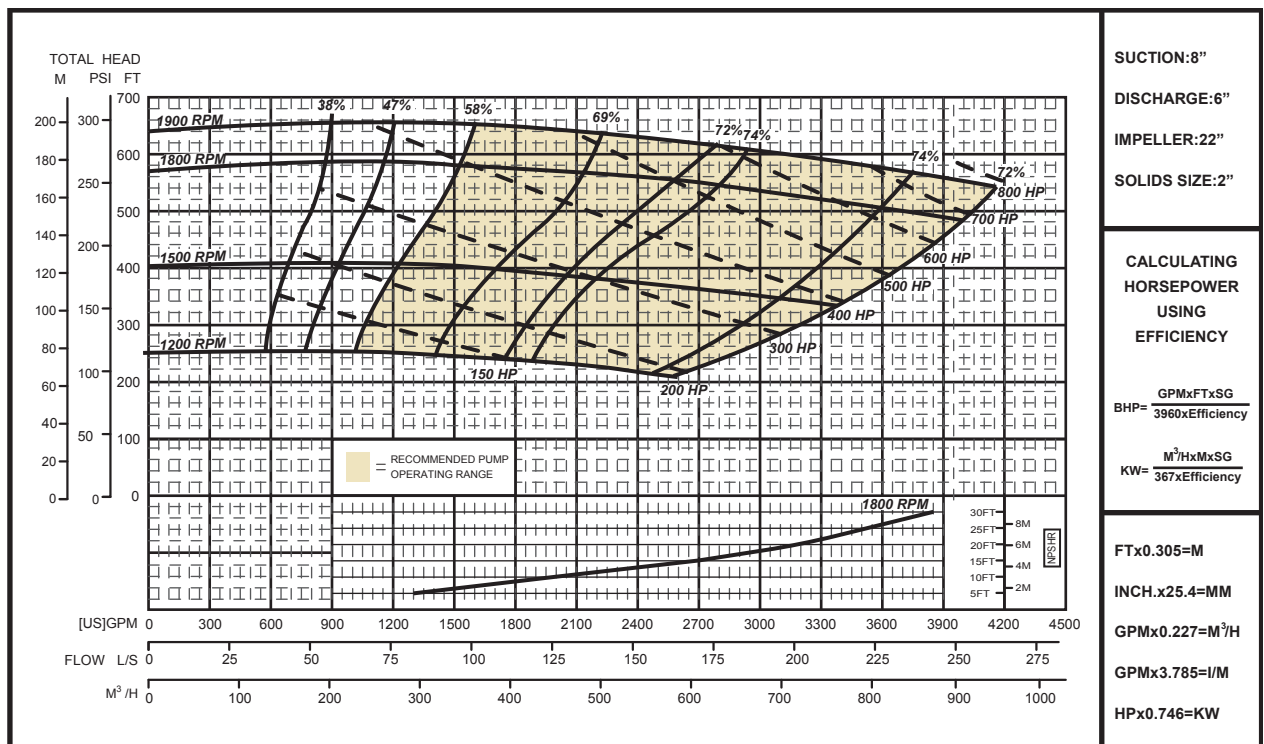 TOTAL HEAD
M PSI FT
700
600
500
400
300
200
100
0
300
250
200
150
100
50
0
200
180
160
140
120
100
80
60
40
20
0
1900 RPM
1800 RPM
1500 RPM
1200 RPM
38%
47%
58%
69%
72%
74%
74%
72%
800 HP
700 HP
600 HP
500 HP
400 HP
300 HP
200 HP
150 HP
= RECOMMENDED PUMP
OPERATING RANGE
1800 RPM
30FT
25FT
20FT
15FT
10FT
5FT
8M
6M
4M
2M
NPSHR
[US]GPM 0 300 600 900 1200 1500 1800 2100 2400 2700 3000 3300 3600 3900 4200 4500
FLOW L/S 0 25 50 75 100 125 150 175 200 225 250 275
M³/H 0 100 200 300 400 500 600 700 800 900 1000
SUCTION:8”
DISCHARGE:6”
IMPELLER:22”
SOLIDS SIZE:2”
CALCULATING
HORSEPOWER
USING
EFFICIENCY
BHP= GPMxFTxSG
3960xEfficiency
KW= M³/HxMxSG
367xEfficiency
FTx0.305=M
INCH.x25.4=MM
GPMx0.227=M³/H
GPMx3.785=l/M
HPx0.746=KW